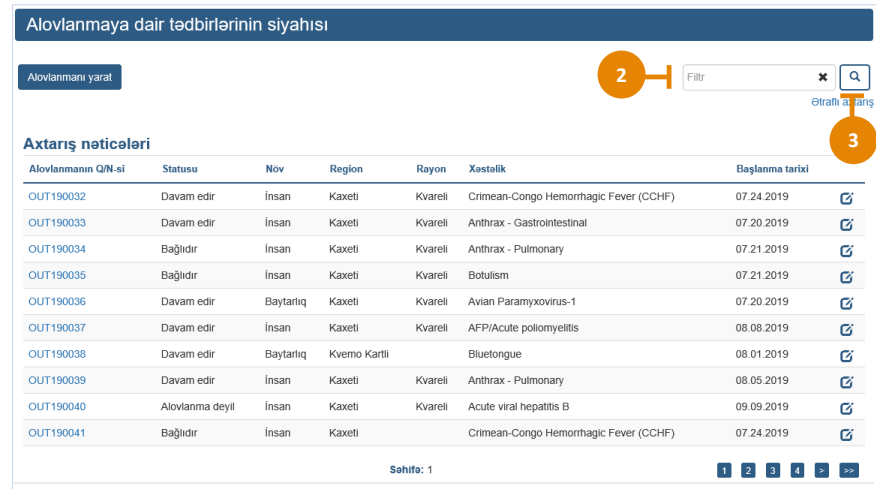 Alovlanmaya dair tədbirlərinin siyahısı
Alovlanmanı yarat
2
Filtr
Ətraflı axtarış
3
Axtarış nəticələri
Alovlanmanın Q/N-si Statusu Növ Region Rayon Xəstəlik Başlanma tarixi
OUT190032 Davam edir İnsan Kaxeti Kvareli Crimean-Congo Hemorrhagic Fever (CCHF) 07.24.2019
OUT190033 Davam edir İnsan Kaxeti Kvareli Anthrax - Gastrointestinal 07.20.2019
OUT190034 Bağlıdır İnsan Kaxeti Kvareli Anthrax - Pulmonary 07.21.2019
OUT190035 Bağlıdır İnsan Kaxeti Kvareli Botulism 07.21.2019
OUT190036 Davam edir Baytarlıq Kaxeti Kvareli Avian Paramyxovirus-1 07.20.2019
OUT190037 Davam edir İnsan Kaxeti Kvareli AFP/Acute poliomyelitis 08.08.2019
OUT190038 Davam edir Baytarlıq Kvemo Kartli Bluetongue 08.01.2019
OUT190039 Davam edir İnsan Kaxeti Kvareli Anthrax - Pulmonary 08.05.2019
OUT190040 Alovlanma deyil İnsan Kaxeti Kvareli Acute viral hepatitis B 09.09.2019
OUT190041 Bağlıdır İnsan Kaxeti Crimean-Congo Hemorrhagic Fever (CCHF) 07.24.2019
Səhifə: 1 1 2 3 4 > >>